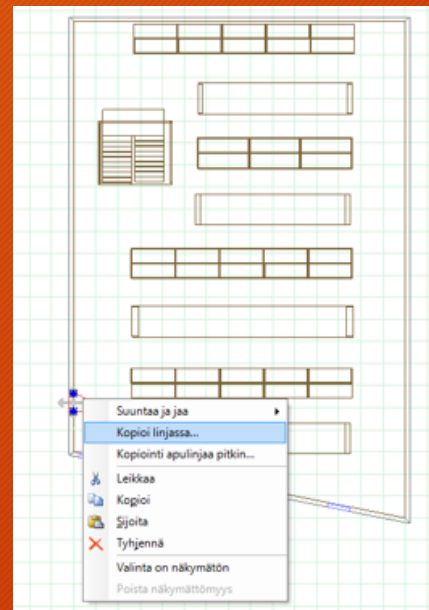 Suuntaa ja jaa
Kopioi linjassa...
Kopiointi apulinjaa pitkin...
Leikkaa
Kopioi
Sijoita
Tyhjennä
Valinta on näkymätön
Poista näkymättömyys